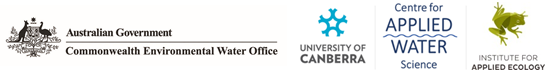 Australian Government
Commonwealth Environmental Water Office
UNIVERSITY OF
CANBERRA
Centre for
APPLIED
WATER
Science
INSTITUTE FOR
APPLIED ECOLOGY